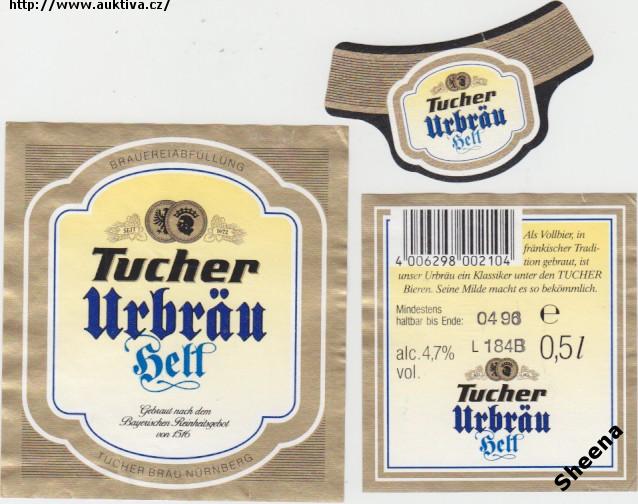 http://www.auktiva.cz/
Tucher
Urbräu
Hell
BRAUEREIABFÜLLUNG
SEIT 1672
Tucher
Urbräu
Hell
Gebraut nach dem
Bayerischen Reinheitsgebot
von 1516
TUCHER BRÄU NÜRNBERG
4 006298 002104
Als Vollbier, in
fränkischer Tradi-
tion gebraut, ist
unser Urbräu ein Klassiker unter den TUCHER
Bieren. Seine Milde macht es so bekömmlich.
Mindestens
haltbar bis Ende: 04 96 e
alc. 4,7% vol. L 184B 0,5 l
Tucher
Urbräu
Hell
Sheena